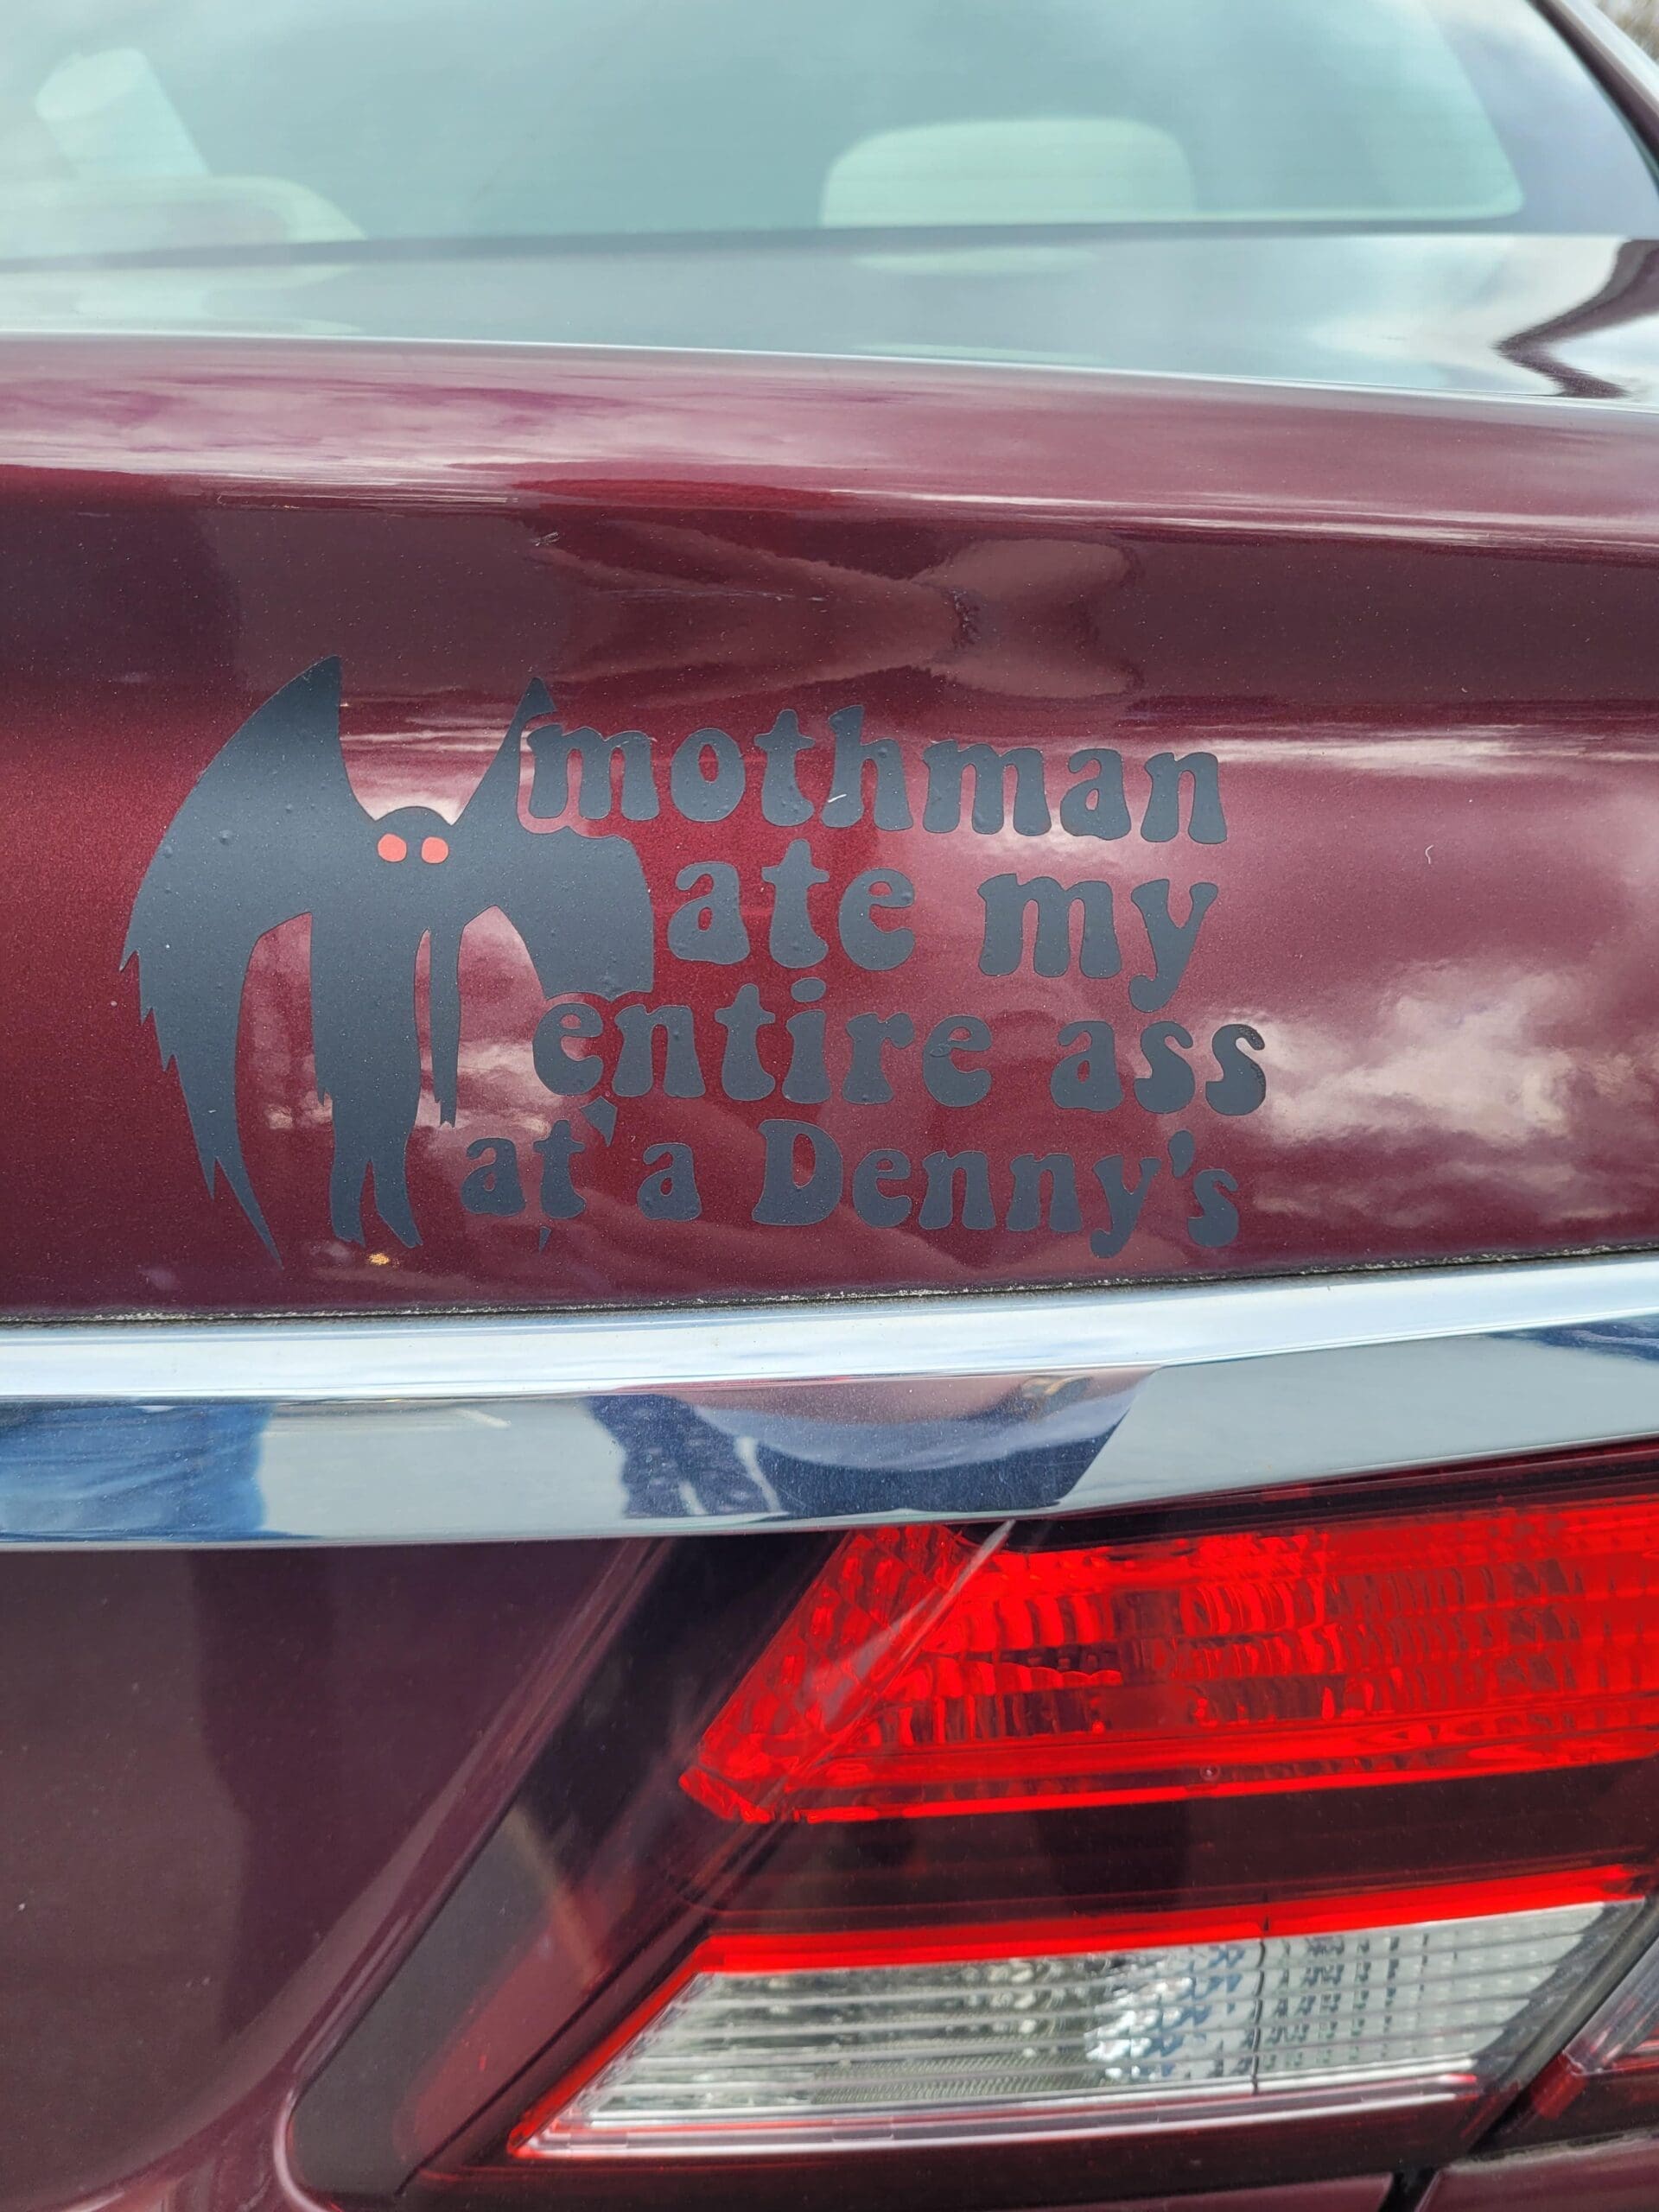 mothman
ate my
entire ass
at a Denny's